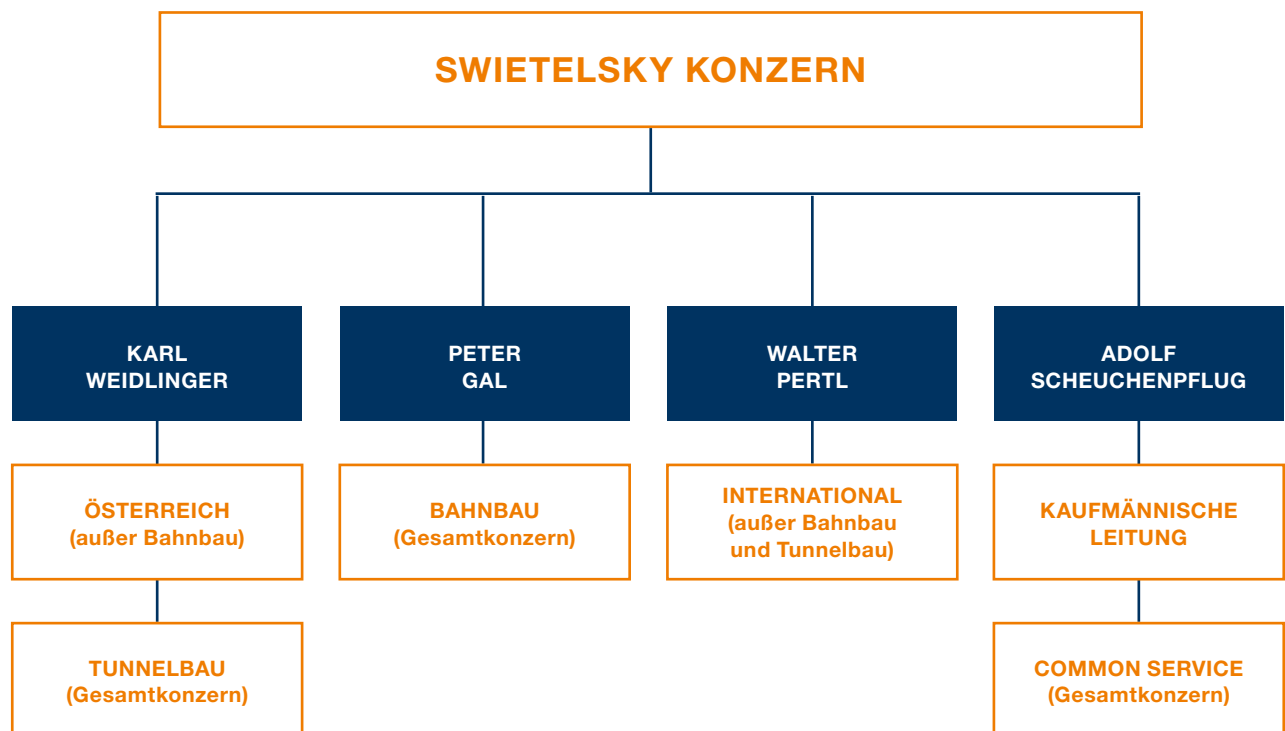 SWIETELSKY KONZERN
KARL
WEIDLINGER
PETER
GAL
WALTER
PERTL
ADOLF
SCHEUCHENPFLUG
ÖSTERREICH
(außer Bahnbau)
BAHNBAU
(Gesamtkonzern)
INTERNATIONAL
(außer Bahnbau
und Tunnelbau)
KAUFMÄNNISCHE
LEITUNG
TUNNELBAU
(Gesamtkonzern)
COMMON SERVICE
(Gesamtkonzern)